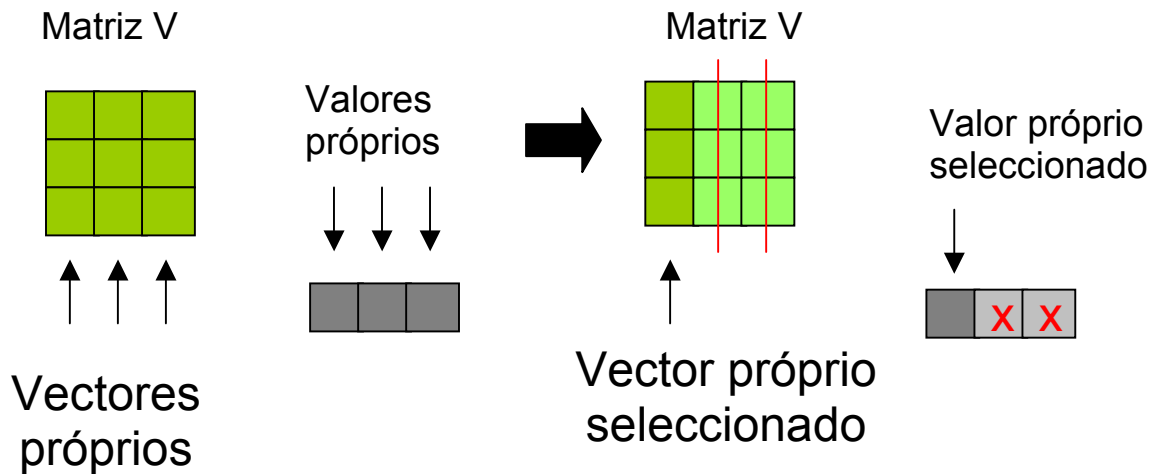 Matriz V
Valores
próprios
Vectores
próprios
Matriz V
Vector próprio
seleccionado
Valor próprio
seleccionado
x x